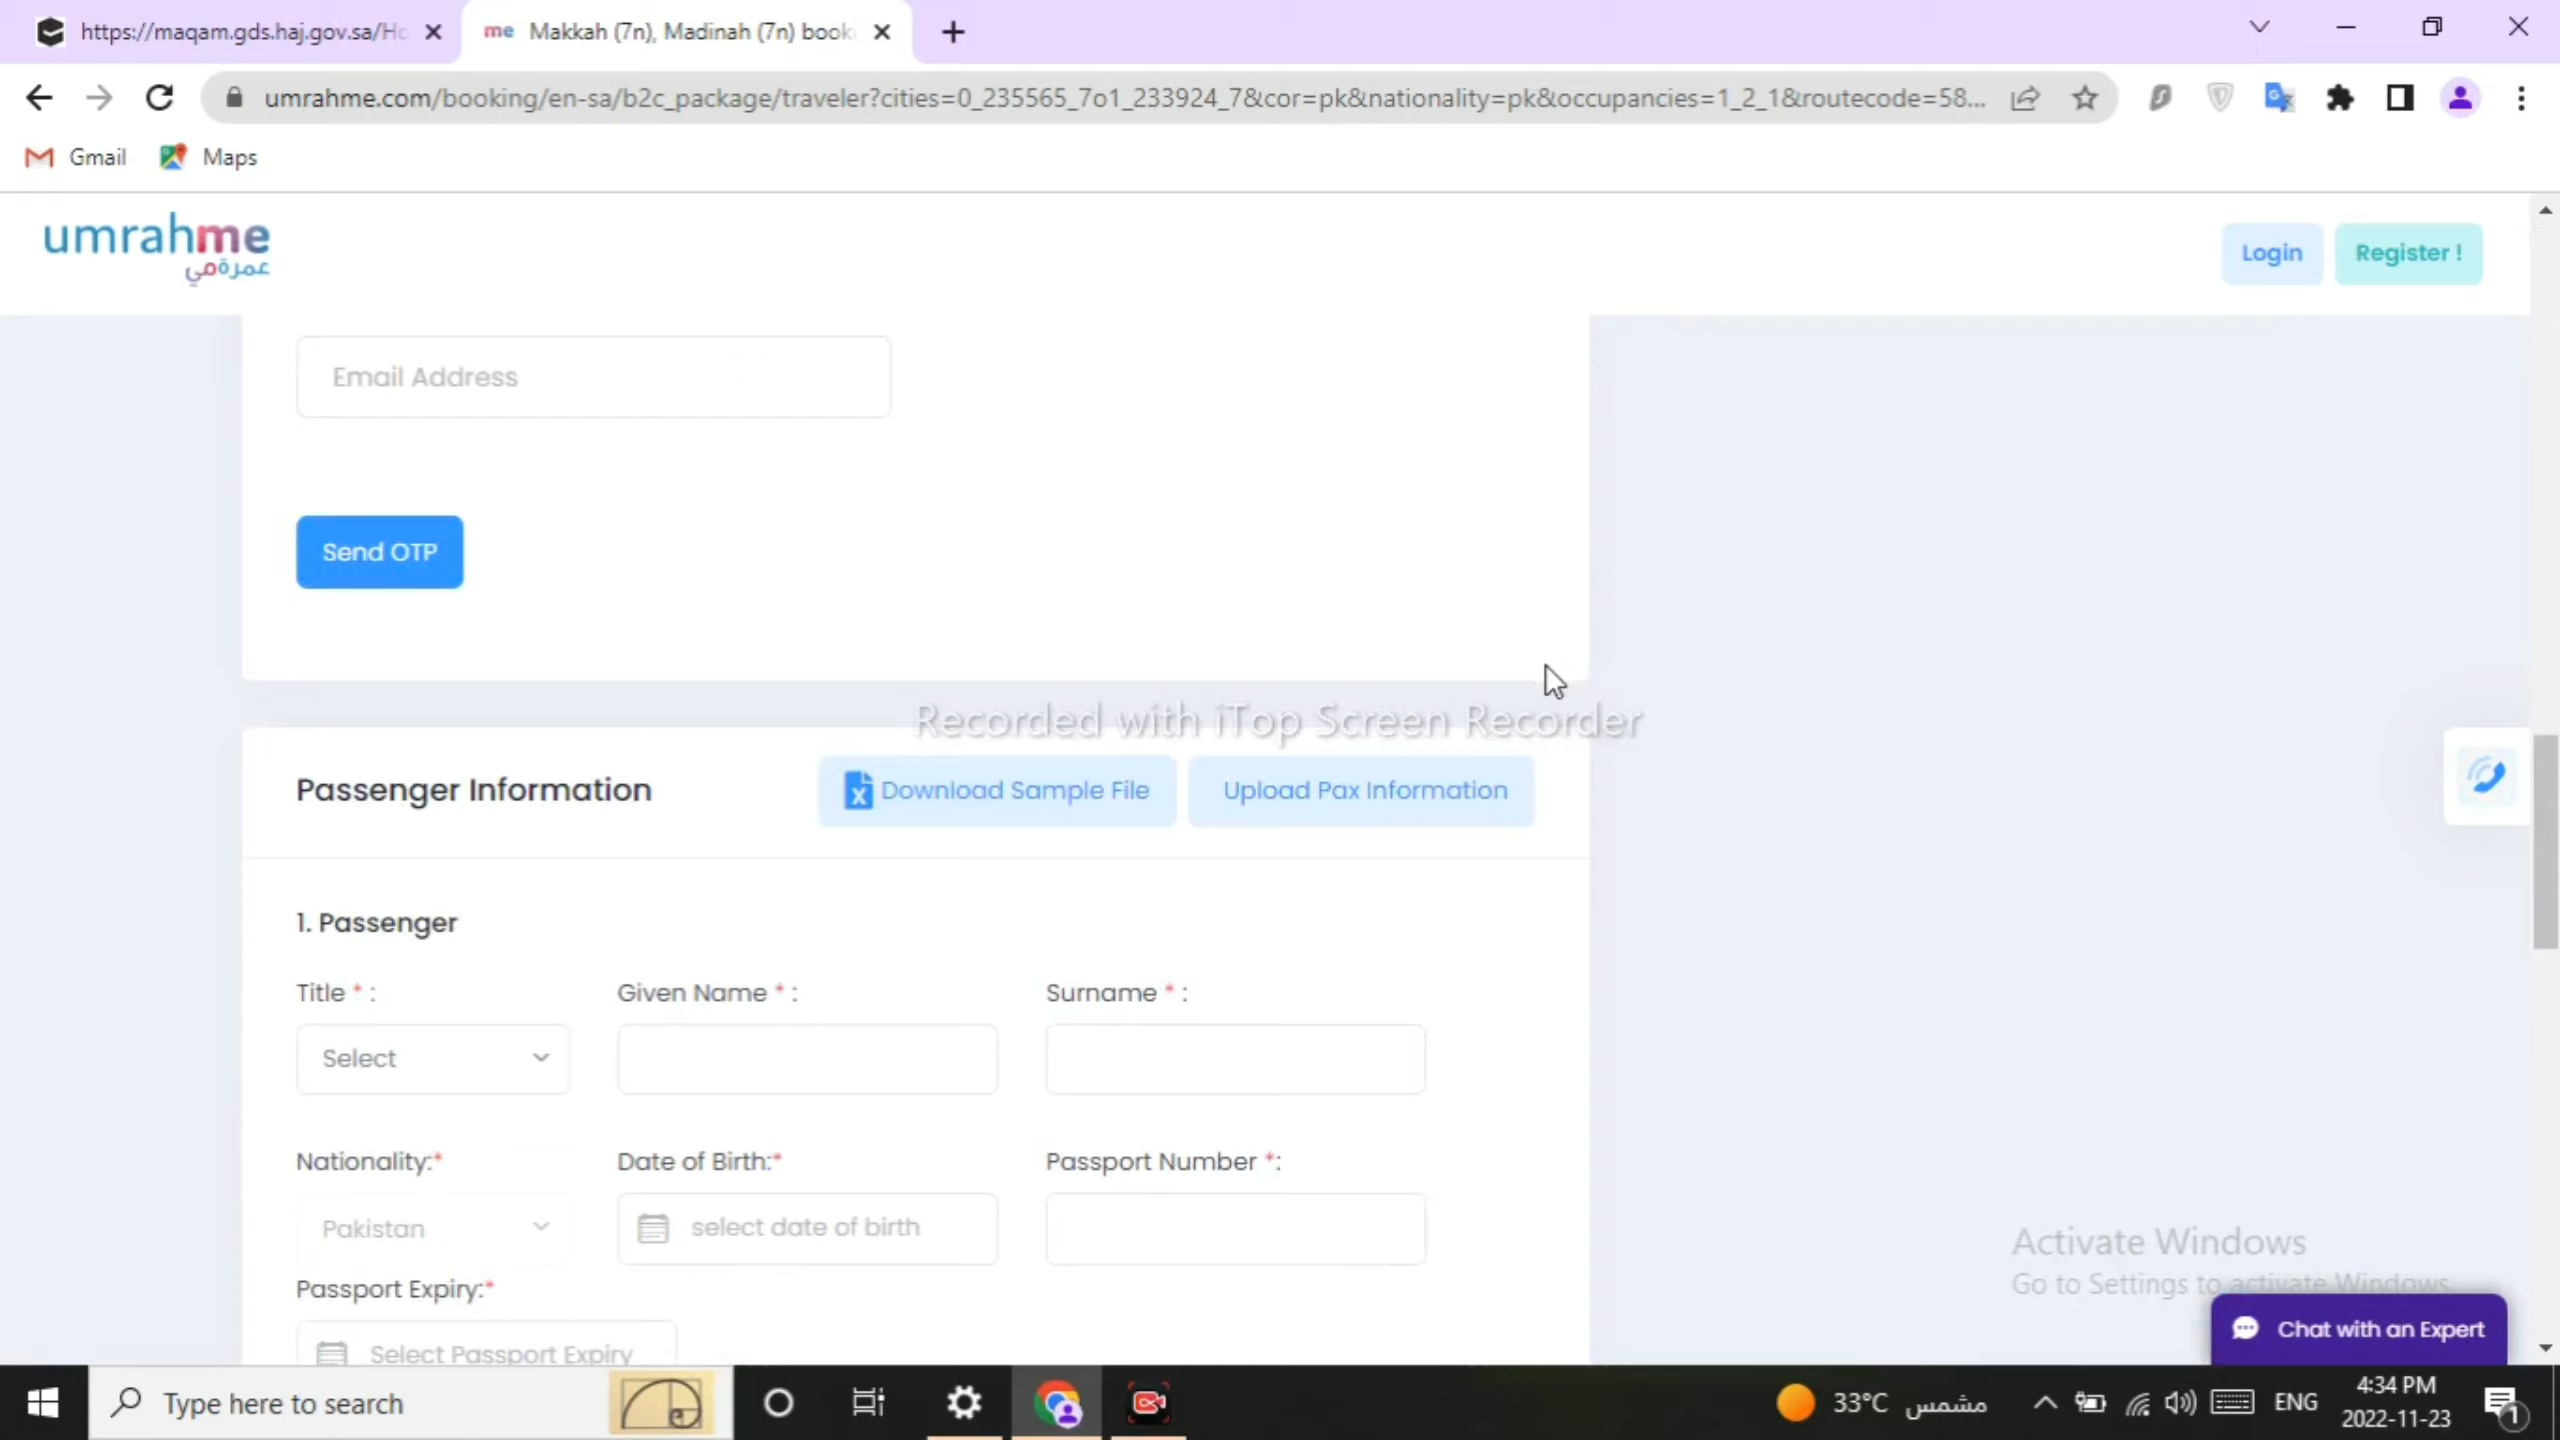 https://maqam.gds.haj.gov.sa/Ho
me Makkah (7n), Madinah (7n) book
umrahme.com/booking/en-sa/b2c_package/traveler?cities=0_235565_7o1_233924_7&cor=pk&nationality=pk&occupancies=1_2_1&routecode=58...
Gmail Maps
umrahme
عمرةمي
Login Register !
Email Address
Send OTP
Recorded with iTop Screen Recorder
Passenger Information Download Sample File Upload Pax Information
1. Passenger
Title * : Given Name * : Surname * :
Select
Nationality:* Date of Birth:* Passport Number *:
Pakistan select date of birth
Passport Expiry:*
Select Passport Expiry
Activate Windows
Go to Settings to activate Windows.
Chat with an Expert
Type here to search
33°C مشمس ENG 4:34 PM
2022-11-23
1